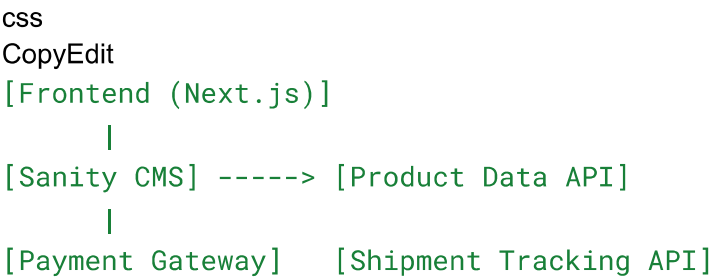 css
CopyEdit
[Frontend (Next.js)]
|
[Sanity CMS] -----> [Product Data API]
|
[Payment Gateway] [Shipment Tracking API]